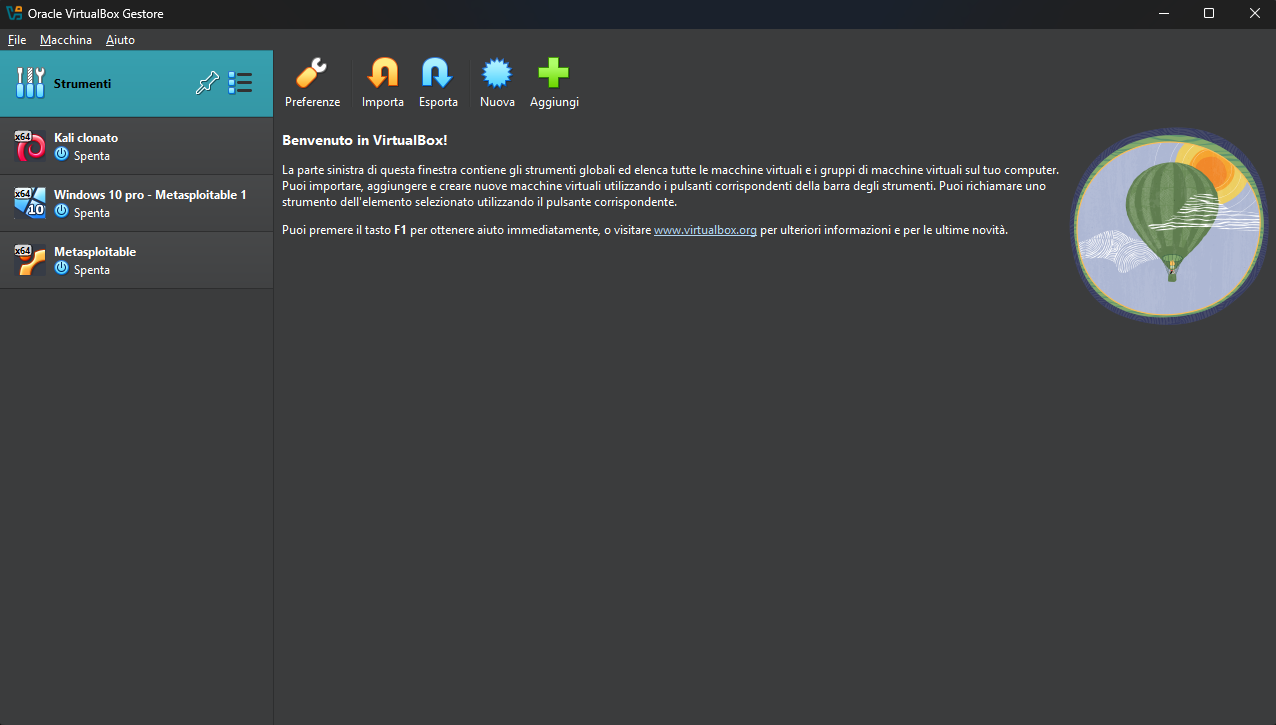 Oracle VirtualBox Gestore
File Macchina Aiuto
Strumenti
Preferenze Importa Esporta Nuova Aggiungi
x64 Kali clonato
Spenta
x64 Windows 10 pro - Metasploitable 1
10 Spenta
x64 Metasploitable
Spenta
Benvenuto in VirtualBox!
La parte sinistra di questa finestra contiene gli strumenti globali ed elenca tutte le macchine virtuali e i gruppi di macchine virtuali sul tuo computer.
Puoi importare, aggiungere e creare nuove macchine virtuali utilizzando i pulsanti corrispondenti della barra degli strumenti. Puoi richiamare uno
strumento dell'elemento selezionato utilizzando il pulsante corrispondente.
Puoi premere il tasto F1 per ottenere aiuto immediatamente, o visitare www.virtualbox.org per ulteriori informazioni e per le ultime novità.